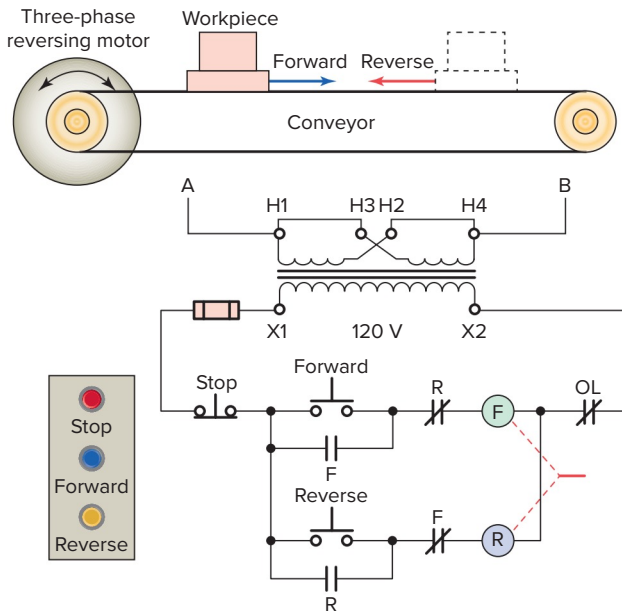 Three-phase
reversing motor
Workpiece
Forward Reverse
Conveyor
A B
H1 H3 H2 H4
X1 120 V X2
Forward
Stop R F OL
F
Reverse
F R
R
Stop
Forward
Reverse